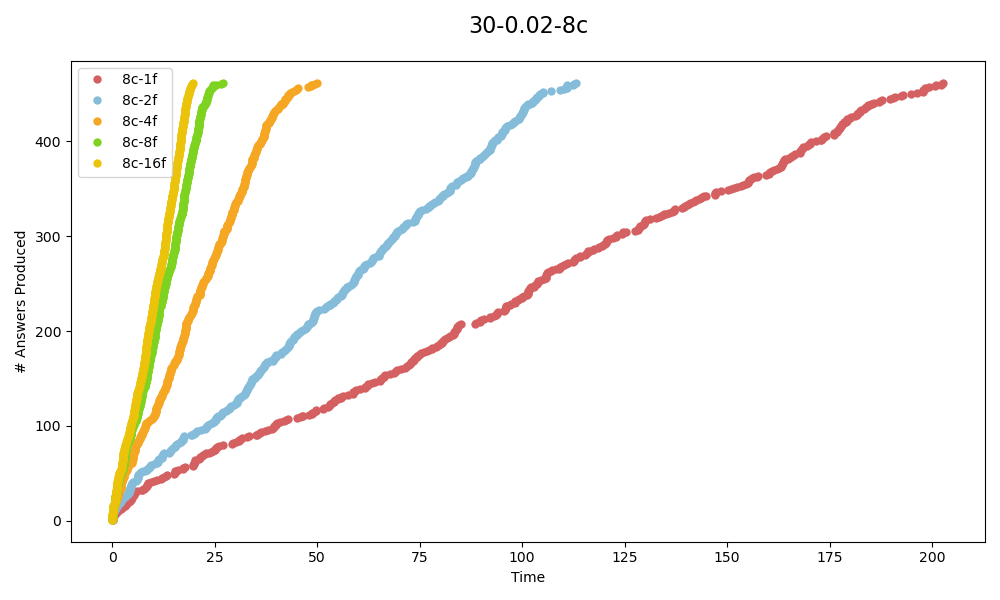 30-0.02-8c
8c-1f
8c-2f
8c-4f
8c-8f
8c-16f
# Answers Produced
400
300
200
100
0
0 25 50 75 100 125 150 175 200
Time